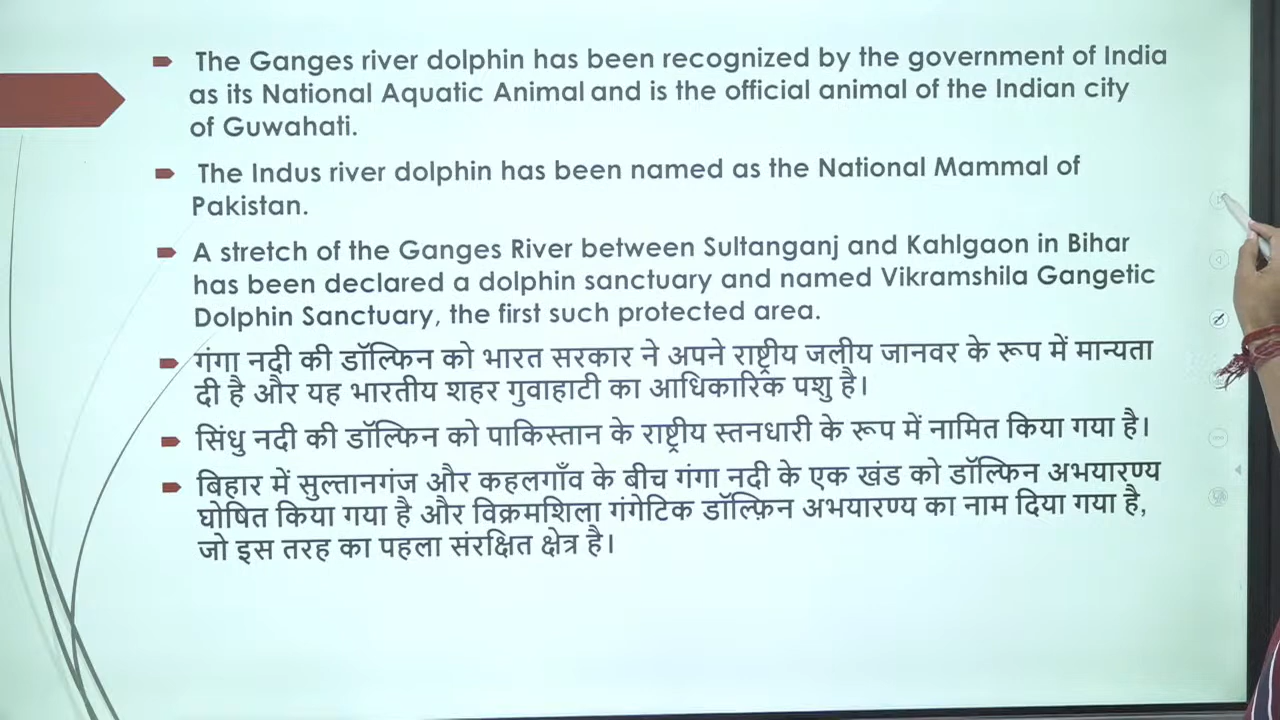 The Ganges river dolphin has been recognized by the government of India
as its National Aquatic Animal and is the official animal of the Indian city
of Guwahati.
The Indus river dolphin has been named as the National Mammal of
Pakistan.
A stretch of the Ganges River between Sultanganj and Kahlgaon in Bihar
has been declared a dolphin sanctuary and named Vikramshila Gangetic
Dolphin Sanctuary, the first such protected area.
गंगा नदी की डॉल्फिन को भारत सरकार ने अपने राष्ट्रीय जलीय जानवर के रूप में मान्यता
दी है और यह भारतीय शहर गुवाहाटी का आधिकारिक पशु है।
सिंधु नदी की डॉल्फिन को पाकिस्तान के राष्ट्रीय स्तनधारी के रूप में नामित किया गया है।
बिहार में सुल्तानगंज और कहलगाँव के बीच गंगा नदी के एक खंड को डॉल्फिन अभयारण्य
घोषित किया गया है और विक्रमशिला गंगेटिक डॉल्फ़िन अभयारण्य का नाम दिया गया है,
जो इस तरह का पहला संरक्षित क्षेत्र है।